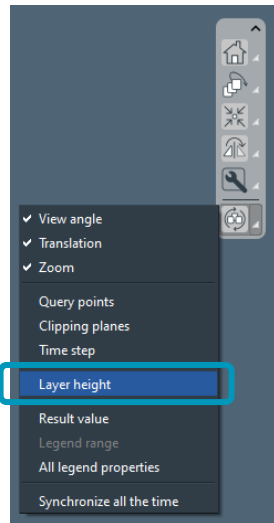 View angle
Translation
Zoom
Query points
Clipping planes
Time step
Layer height
Result value
Legend range
All legend properties
Synchronize all the time